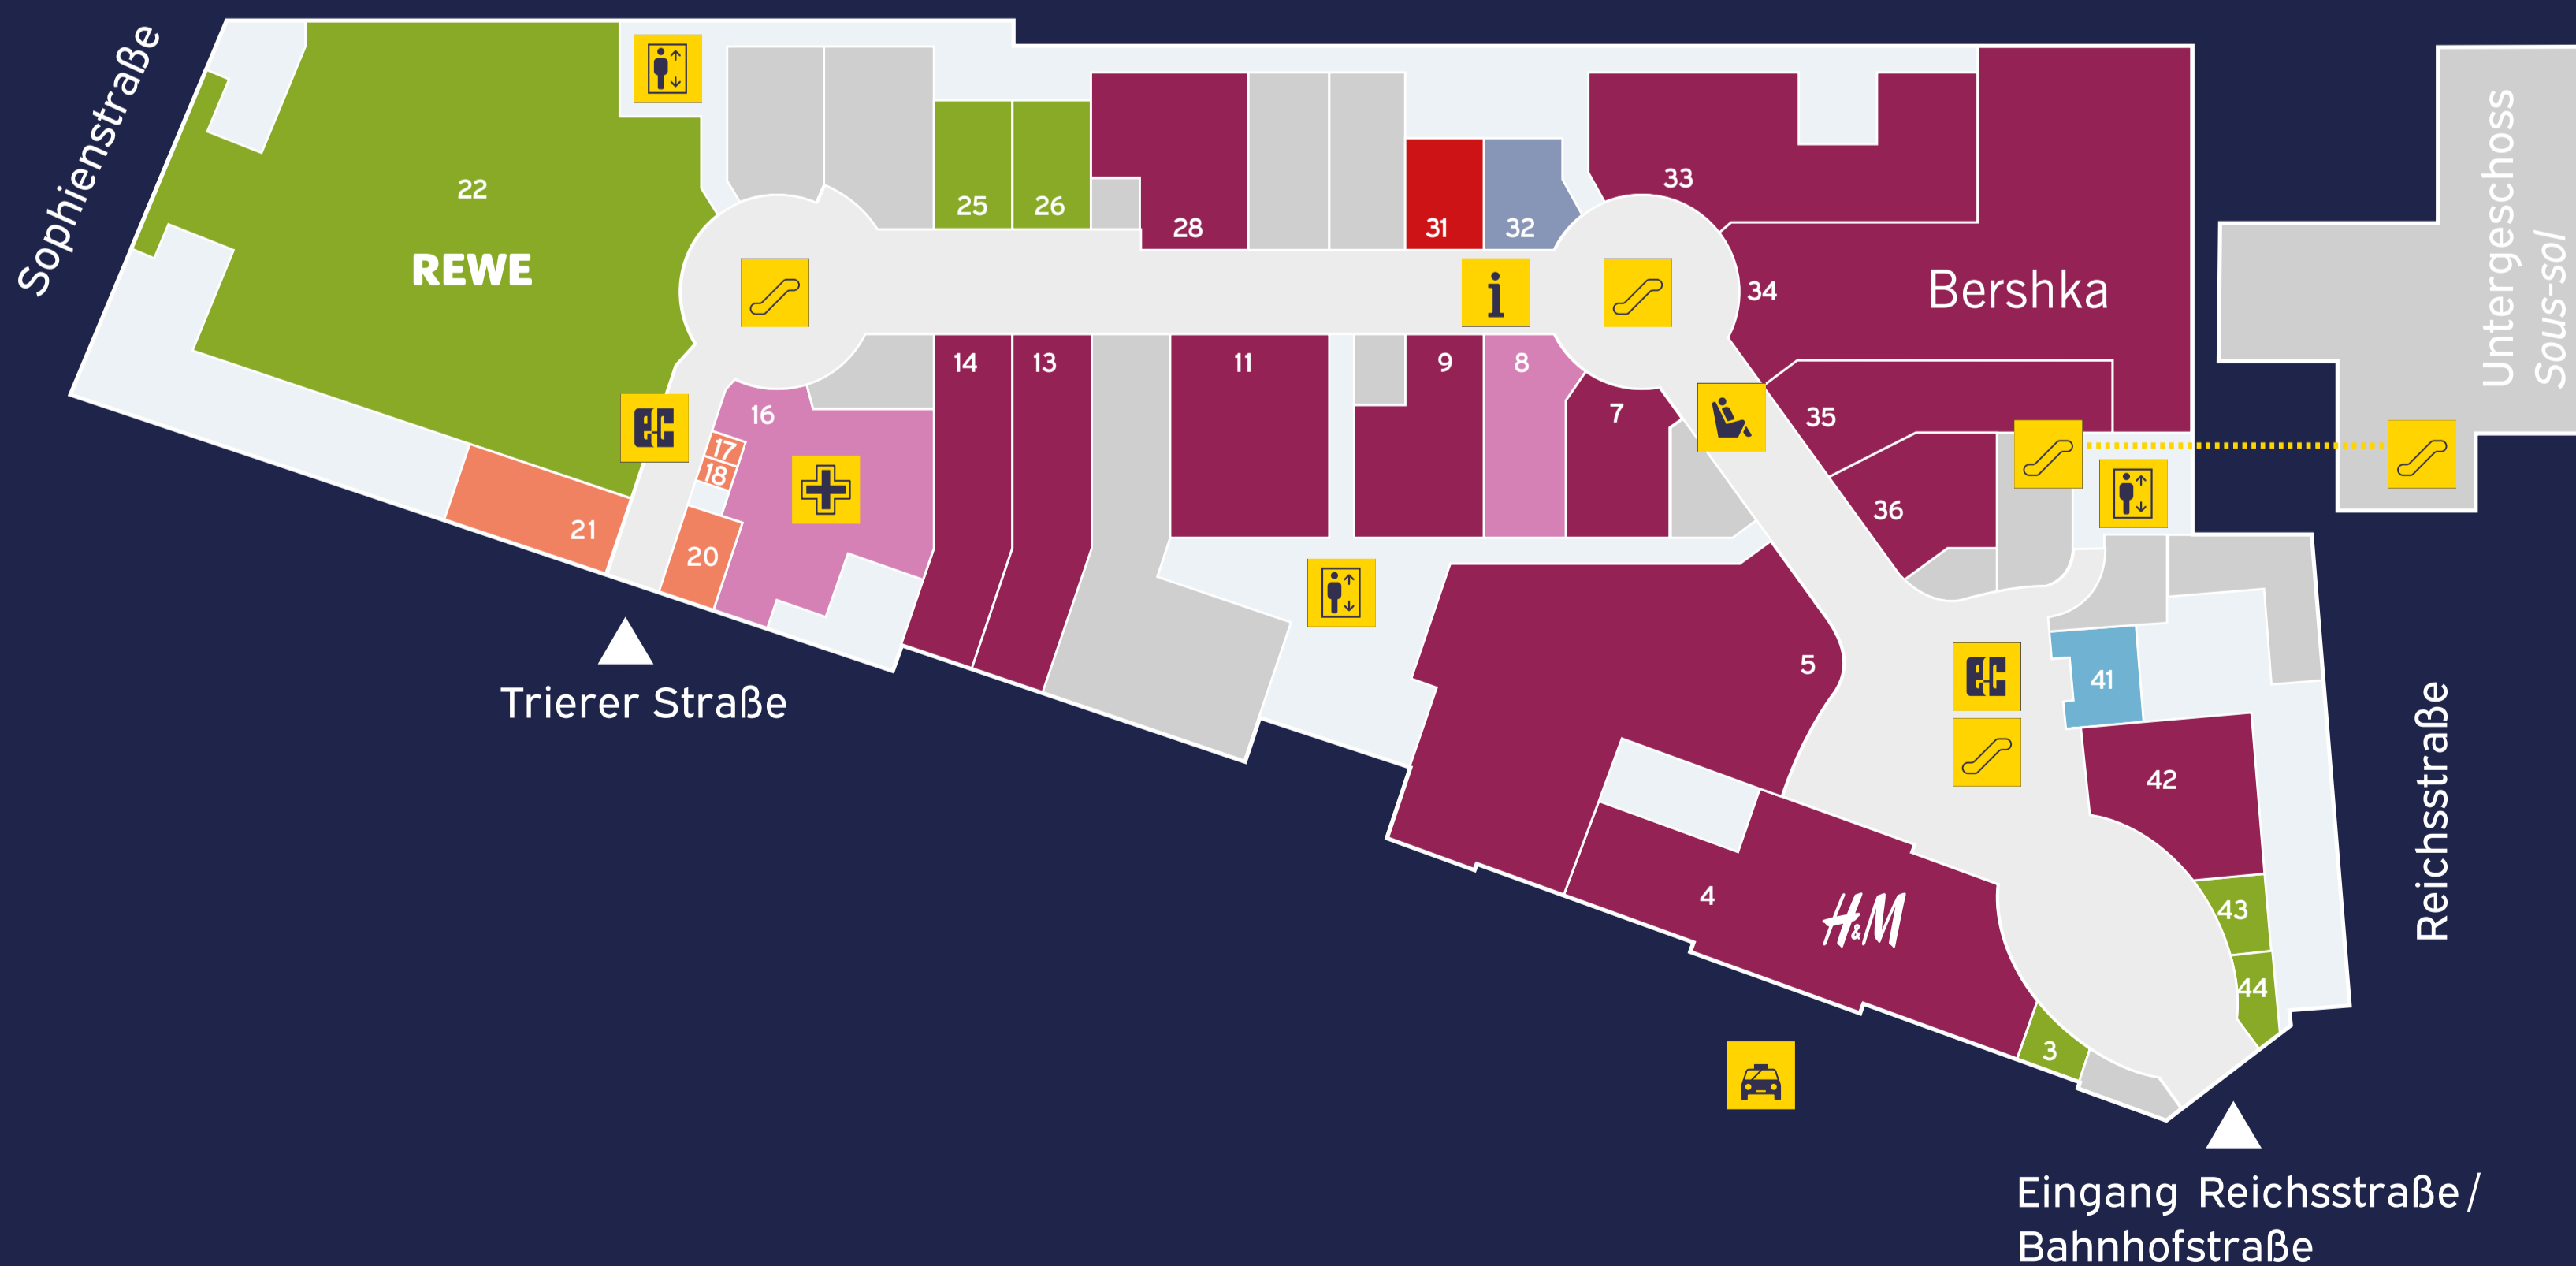 Sophienstraße
22
REWE
25
26
28
31
32
33
34
Bershka
Untergeschoss
Sous-sol
14
13
11
9
8
7
35
36
16
17
18
21
20
5
41
42
43
44
4
H&M
3
Trierer Straße
Reichsstraße
i
eC
eC
Eingang Reichsstraße /
Bahnhofstraße